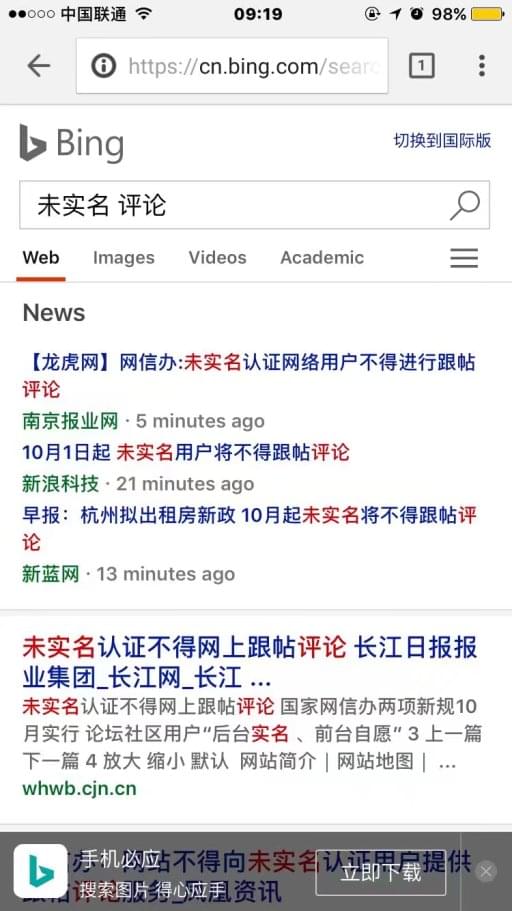 中国联通 09:19 98%
https://cn.bing.com/searc 1
Bing 切换到国际版
未实名 评论
Web Images Videos Academic
News
【龙虎网】网信办:未实名认证网络用户不得进行跟帖
评论
南京报业网 · 5 minutes ago
10月1日起 未实名用户将不得跟帖评论
新浪科技 · 21 minutes ago
早报：杭州拟出租房新政 10月起未实名将不得跟帖评
论
新蓝网 · 13 minutes ago
未实名认证不得网上跟帖评论 长江日报报
业集团_长江网_长江 ...
未实名认证不得网上跟帖评论 国家网信办两项新规10
月实行 论坛社区用户“后台实名 、前台自愿” 3 上一篇
下一篇 4 放大 缩小 默认 网站简介｜网站地图｜ ...
whwb.cjn.cn
办 网站不得向未实名认证用户提供
跟帖评论服务_凤凰资讯
手机必应
搜索图片 得心应手
立即下载